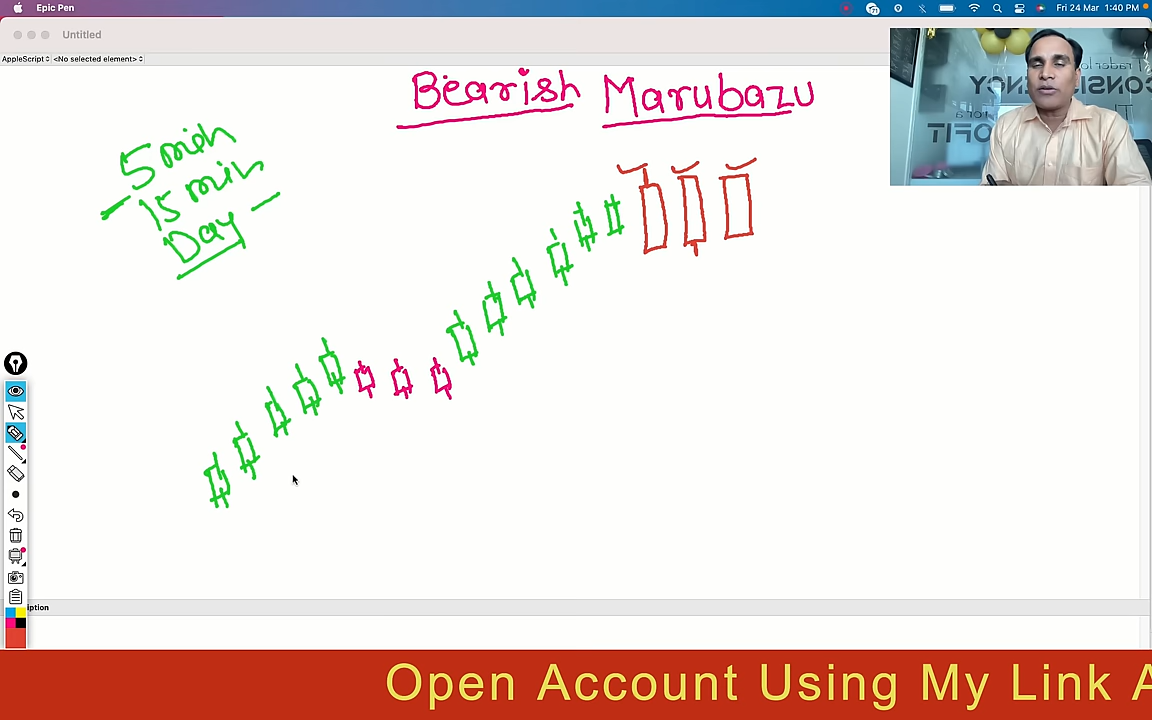 Epic Pen
Fri 24 Mar 1:40 PM
Untitled
AppleScript <No selected element>
Bearish Marubazu
5 min
15 min
Day
iption
Open Account Using My Link A